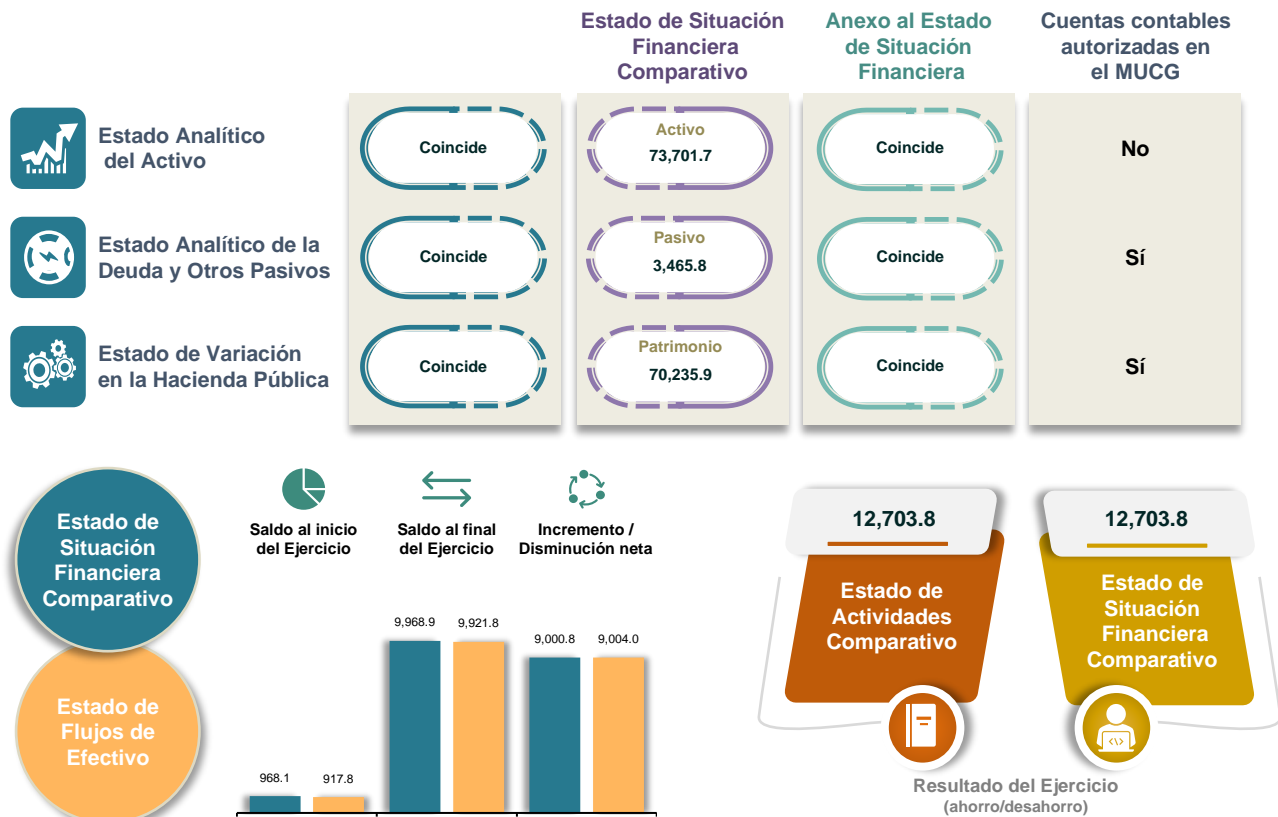 Estado de Situación
Financiera
Comparativo
Anexo al Estado
de Situación
Financiera
Cuentas contables
autorizadas en
el MUCG
Estado Analítico
del Activo
Coincide
Activo
73,701.7
Coincide
No
Estado Analítico de la
Deuda y Otros Pasivos
Coincide
Pasivo
3,465.8
Coincide
Sí
Estado de Variación
en la Hacienda Pública
Coincide
Patrimonio
70,235.9
Coincide
Sí
Estado de
Situación
Financiera
Comparativo
Estado de
Flujos de
Efectivo
Saldo al inicio
del Ejercicio
Saldo al final
del Ejercicio
Incremento /
Disminución neta
968.1
917.8
9,968.9
9,921.8
9,000.8
9,004.0
12,703.8
Estado de
Actividades
Comparativo
12,703.8
Estado de
Situación
Financiera
Comparativo
Resultado del Ejercicio
(ahorro/desahorro)